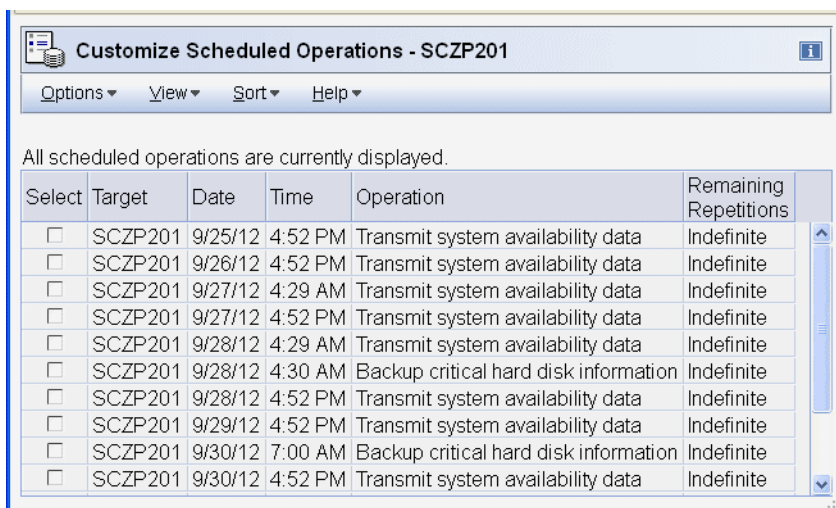 Customize Scheduled Operations - SCZP201
i
Options View Sort Help
All scheduled operations are currently displayed.
Select Target Date Time Operation Remaining Repetitions
SCZP201 9/25/12 4:52 PM Transmit system availability data Indefinite
SCZP201 9/26/12 4:52 PM Transmit system availability data Indefinite
SCZP201 9/27/12 4:29 AM Transmit system availability data Indefinite
SCZP201 9/27/12 4:52 PM Transmit system availability data Indefinite
SCZP201 9/28/12 4:29 AM Transmit system availability data Indefinite
SCZP201 9/28/12 4:30 AM Backup critical hard disk information Indefinite
SCZP201 9/28/12 4:52 PM Transmit system availability data Indefinite
SCZP201 9/29/12 4:52 PM Transmit system availability data Indefinite
SCZP201 9/30/12 7:00 AM Backup critical hard disk information Indefinite
SCZP201 9/30/12 4:52 PM Transmit system availability data Indefinite